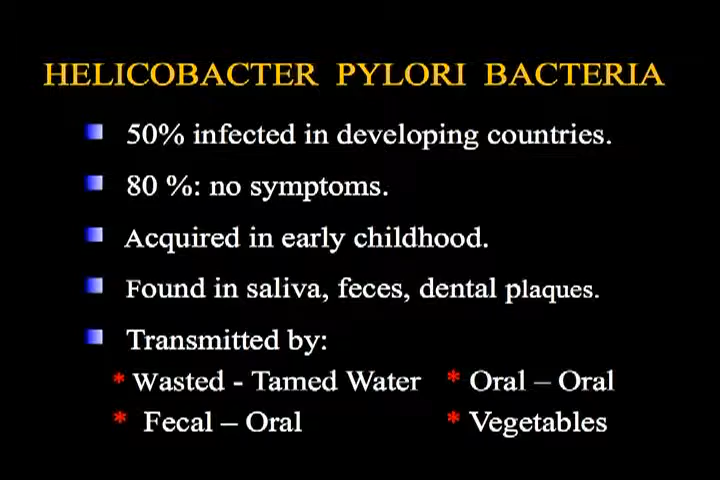 HELICOBACTER PYLORI BACTERIA
50% infected in developing countries.
80 %: no symptoms.
Acquired in early childhood.
Found in saliva, feces, dental plaques.
Transmitted by:
* Wasted - Tamed Water * Oral – Oral
* Fecal – Oral * Vegetables